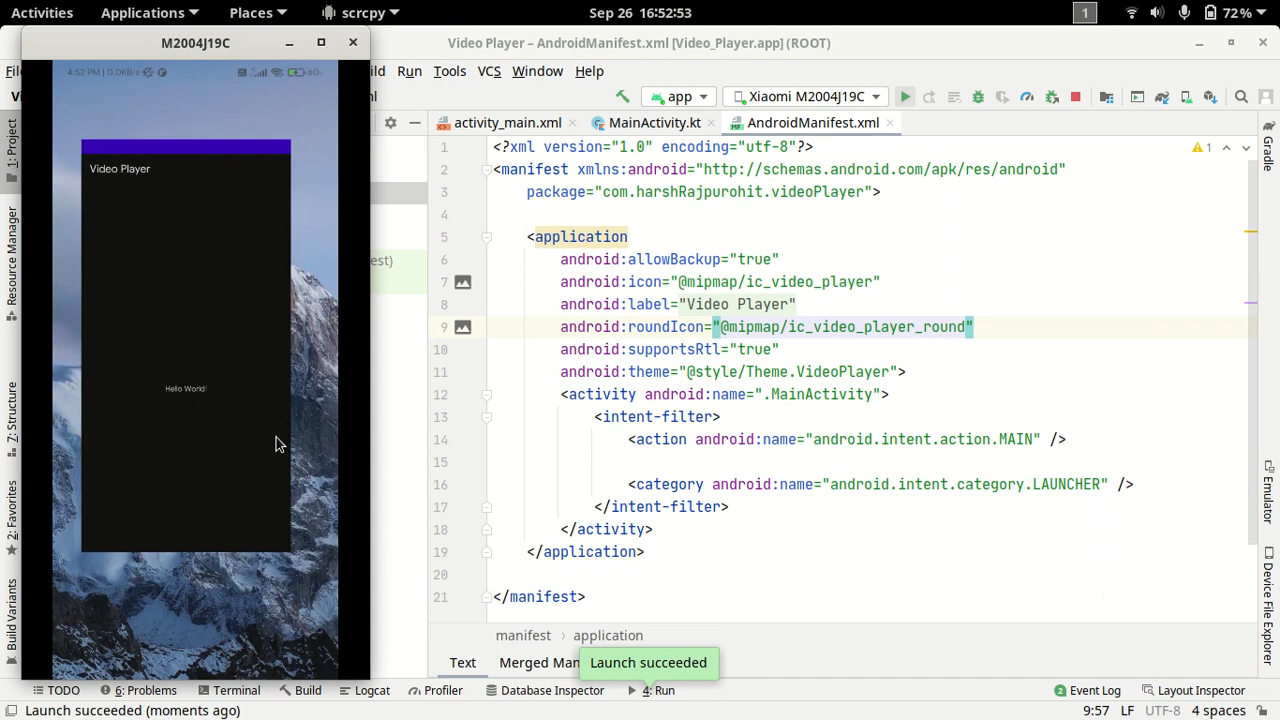 Activities
Applications
Places
scrcpy
Sep 26 16:52:53
1
72%
M2004J19C
Video Player – AndroidManifest.xml [Video_Player.app] (ROOT)
Run
Tools
VCS
Window
Help
app
Xiaomi M2004J19C
4:52 PM | 0.0KB/s
60
Video Player
Hello World!
1: Project
Resource Manager
7: Structure
2: Favorites
Build Variants
activity_main.xml
MainActivity.kt
AndroidManifest.xml
1
1 <?xml version="1.0" encoding="utf-8"?>
2 <manifest xmlns:android="http://schemas.android.com/apk/res/android"
3 package="com.harshRajpurohit.videoPlayer">
4
5 <application
6 android:allowBackup="true"
7 android:icon="@mipmap/ic_video_player"
8 android:label="Video Player"
9 android:roundIcon="@mipmap/ic_video_player_round"
10 android:supportsRtl="true"
11 android:theme="@style/Theme.VideoPlayer">
12 <activity android:name=".MainActivity">
13 <intent-filter>
14 <action android:name="android.intent.action.MAIN" />
15
16 <category android:name="android.intent.category.LAUNCHER" />
17 </intent-filter>
18 </activity>
19 </application>
20
21 </manifest>
Gradle
Emulator
Device File Explorer
manifest › application
Text
Launch succeeded
TODO
6: Problems
Terminal
Build
Logcat
Profiler
Database Inspector
4: Run
2 Event Log
Layout Inspector
Launch succeeded (moments ago)
9:57
LF
UTF-8
4 spaces